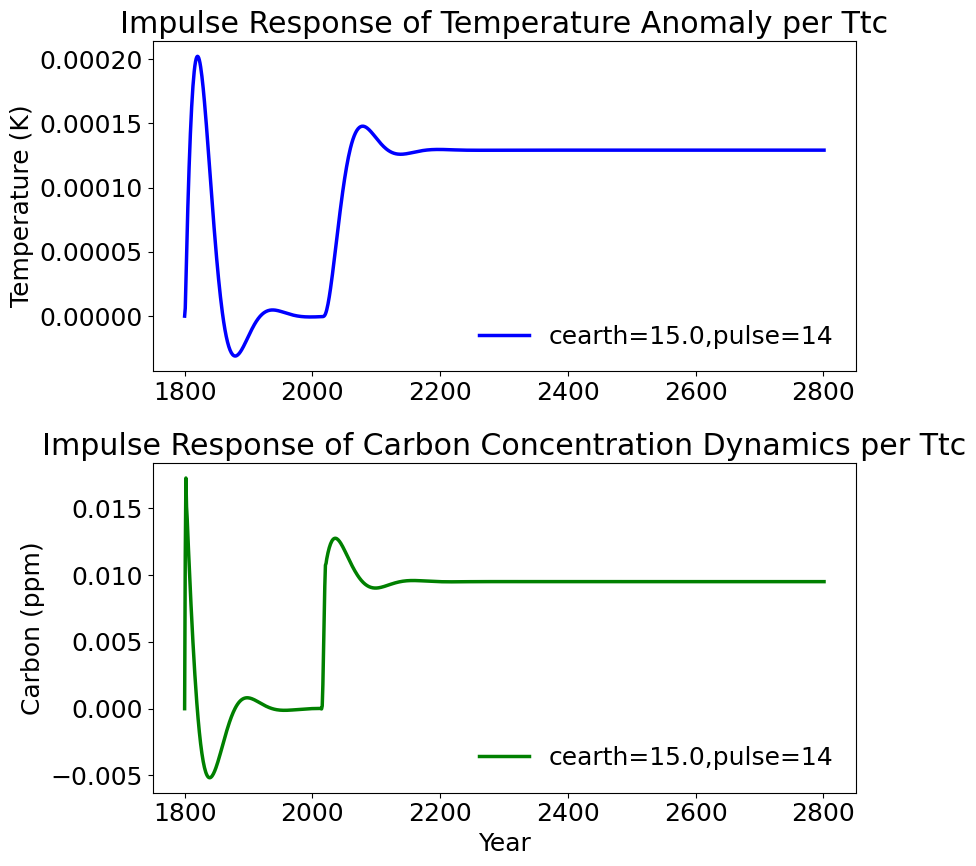 Impulse Response of Temperature Anomaly per Ttc
Temperature (K)
0.00020
0.00015
0.00010
0.00005
0.00000
cearth=15.0,pulse=14
1800 2000 2200 2400 2600 2800
Impulse Response of Carbon Concentration Dynamics per Ttc
Carbon (ppm)
0.015
0.010
0.005
0.000
−0.005
cearth=15.0,pulse=14
1800 2000 2200 2400 2600 2800
Year